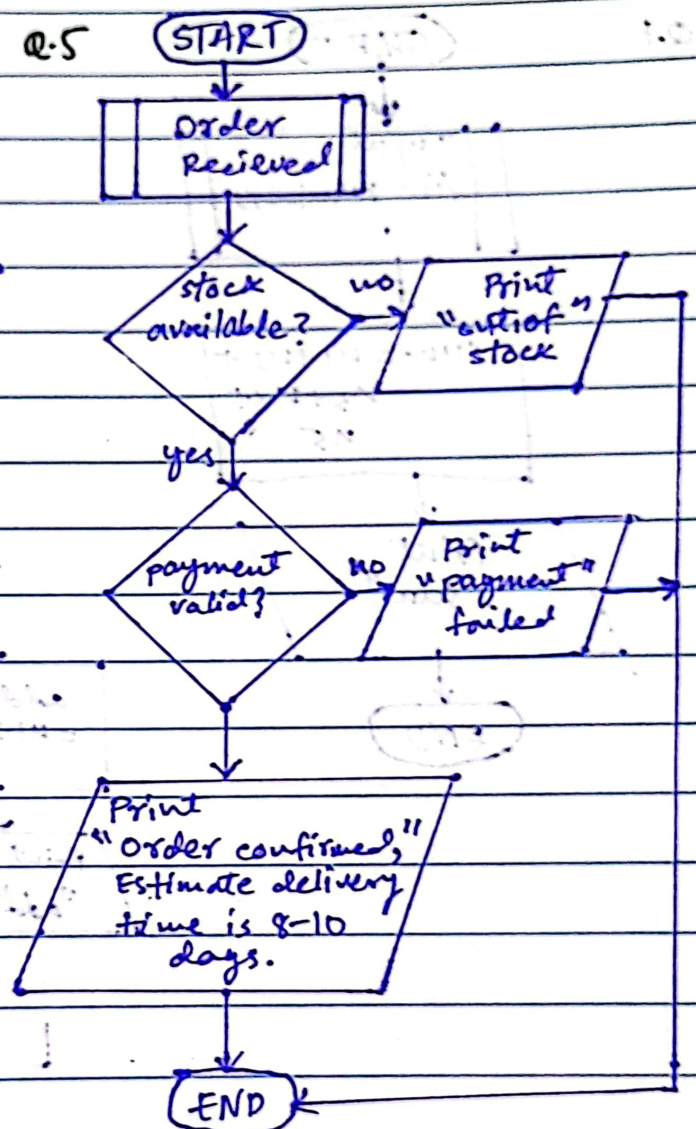 Q.5
START
Order
Recieved
stock
available?
no
Print
"out of"
stock
yes
payment
valid?
no
Print
"payment"
failed
Print
"Order confirmed,"
Estimate delivery
time is 8-10
days.
END